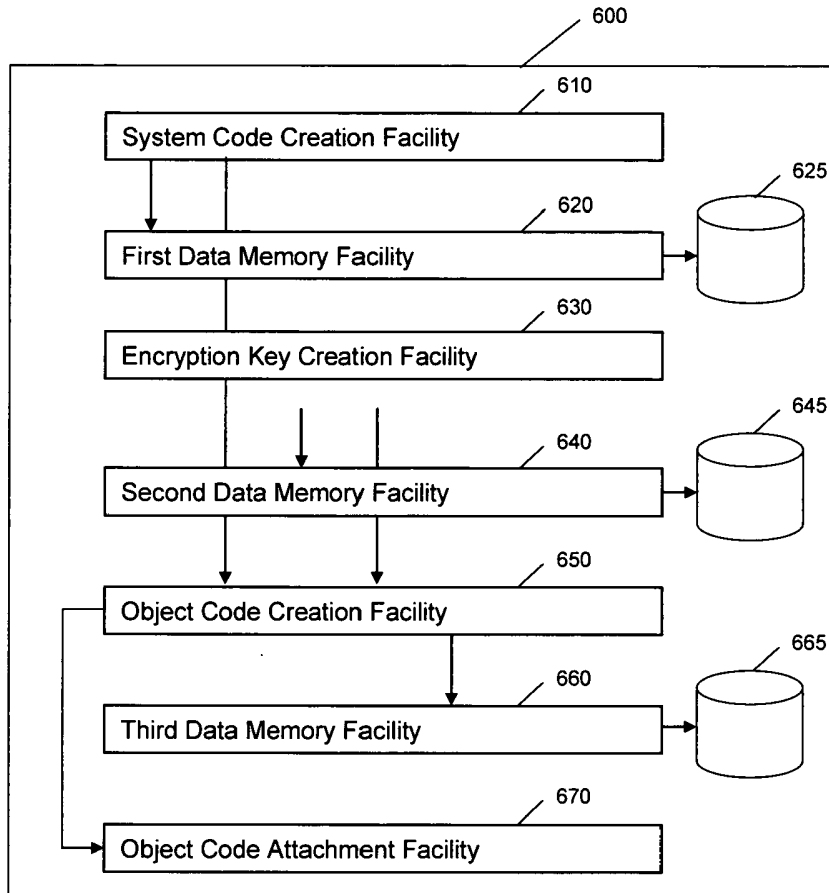 600
610
System Code Creation Facility
625
620
First Data Memory Facility
630
Encryption Key Creation Facility
645
640
Second Data Memory Facility
650
Object Code Creation Facility
665
660
Third Data Memory Facility
670
Object Code Attachment Facility